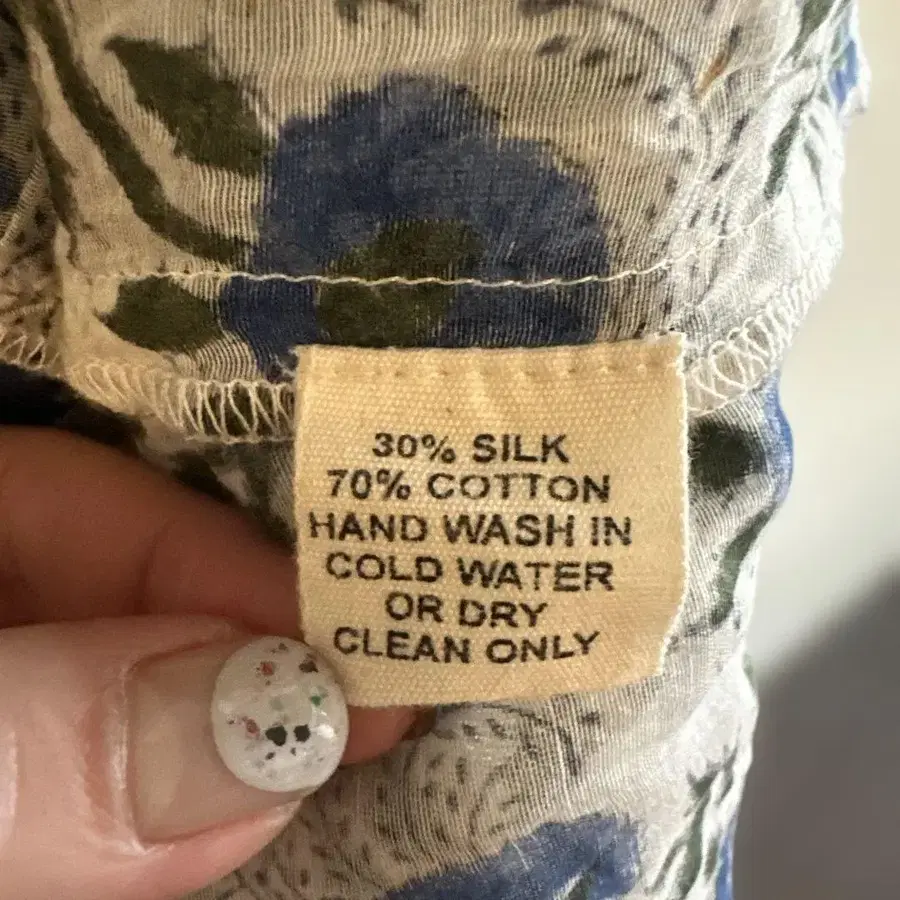 30% SILK
70% COTTON
HAND WASH IN
COLD WATER
OR DRY
CLEAN ONLY